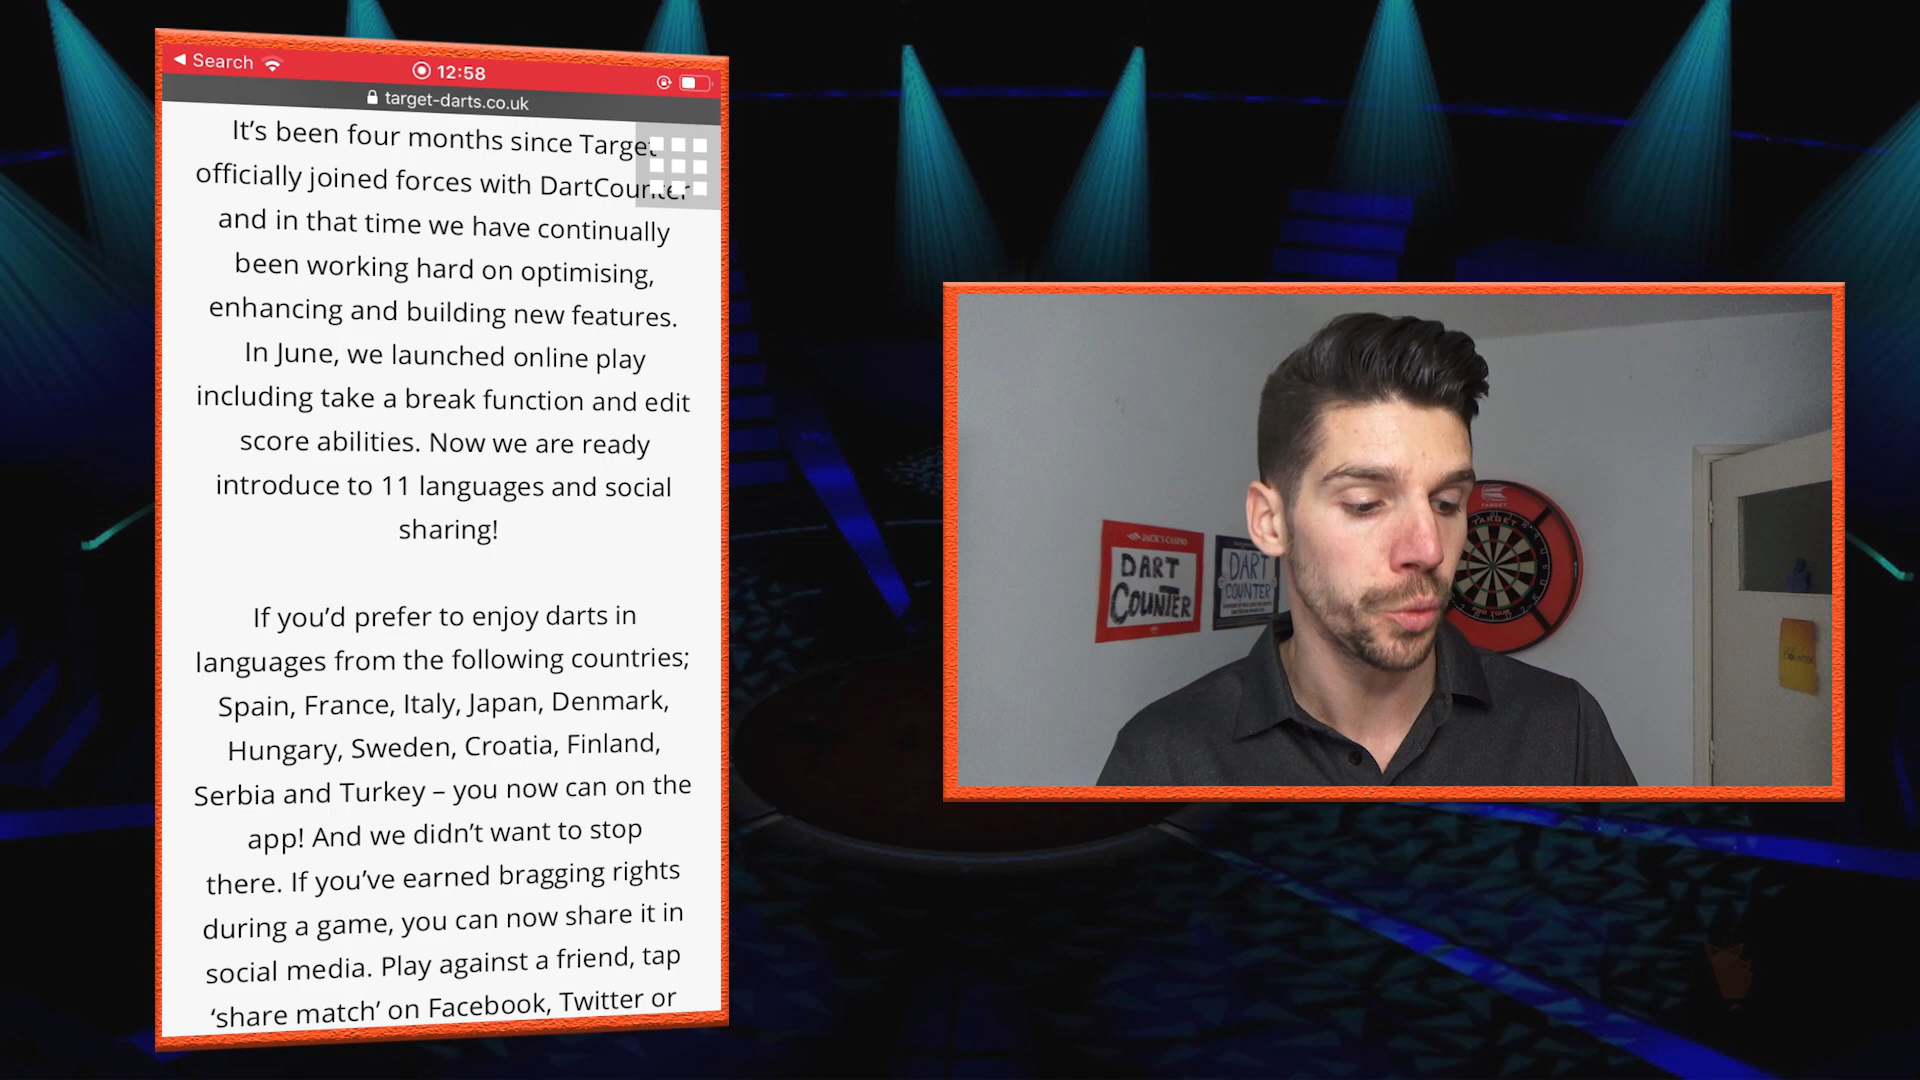 Search
12:58
target-darts.co.uk
It's been four months since Target
officially joined forces with DartCounter
and in that time we have continually
been working hard on optimising,
enhancing and building new features.
In June, we launched online play
including take a break function and edit
score abilities. Now we are ready
introduce to 11 languages and social
sharing!
If you'd prefer to enjoy darts in
languages from the following countries;
Spain, France, Italy, Japan, Denmark,
Hungary, Sweden, Croatia, Finland,
Serbia and Turkey – you now can on the
app! And we didn't want to stop
there. If you've earned bragging rights
during a game, you can now share it in
social media. Play against a friend, tap
‘share match’ on Facebook, Twitter or
JACK'S CASINO
DART
COUNTER
DART
COUNTER
TARGET
TARGET
COUNTER